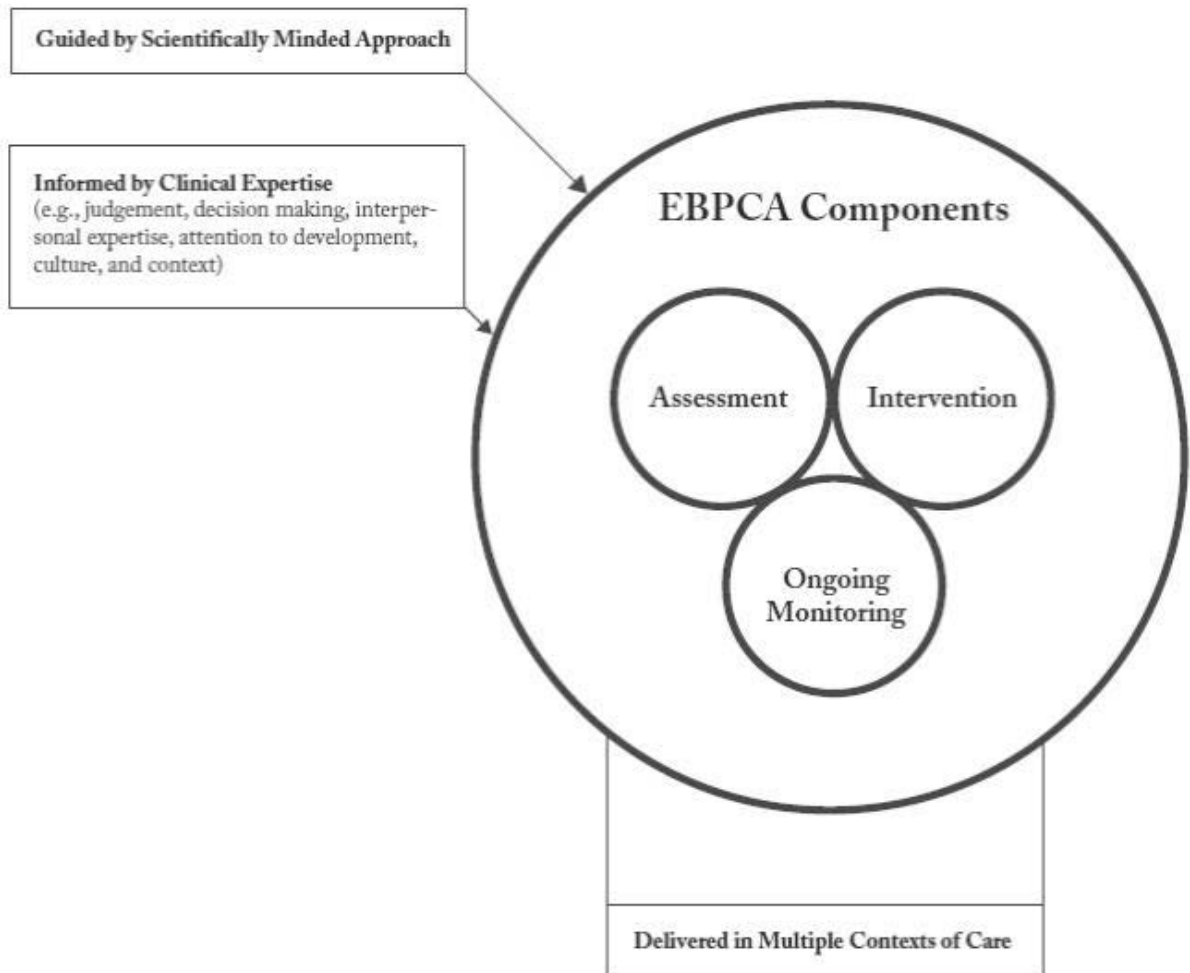 Guided by Scientifically Minded Approach
Informed by Clinical Expertise
(e.g., judgement, decision making, interper-
sonal expertise, attention to development,
culture, and context)
EBPCA Components
Assessment
Intervention
Ongoing
Monitoring
Delivered in Multiple Contexts of Care